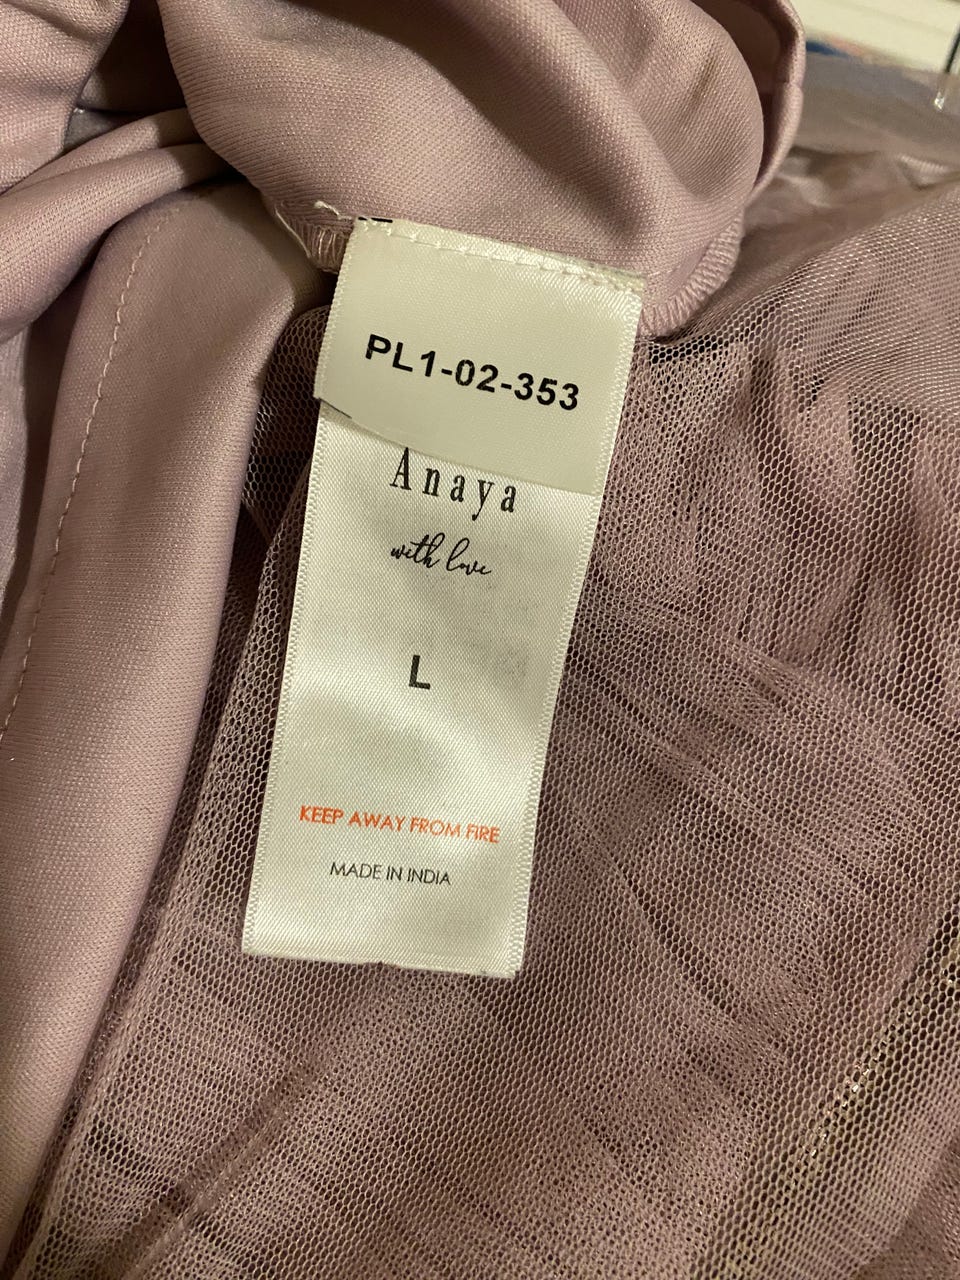 PL1-02-353
Anaya
with love
L
KEEP AWAY FROM FIRE
MADE IN INDIA